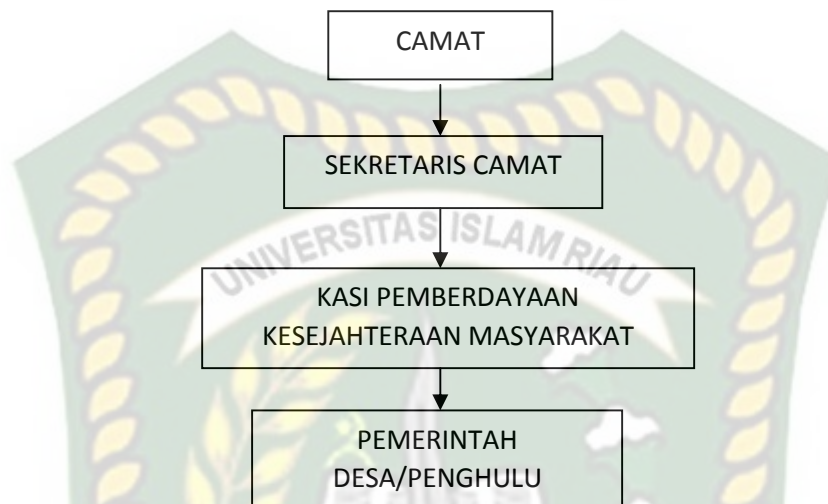 CAMAT
SEKRETARIS CAMAT
UNIVERSITAS ISLAM RIAU
KASI PEMBERDAYAAN
KESEJAHTERAAN MASYARAKAT
PEMERINTAH
DESA/PENGHULU